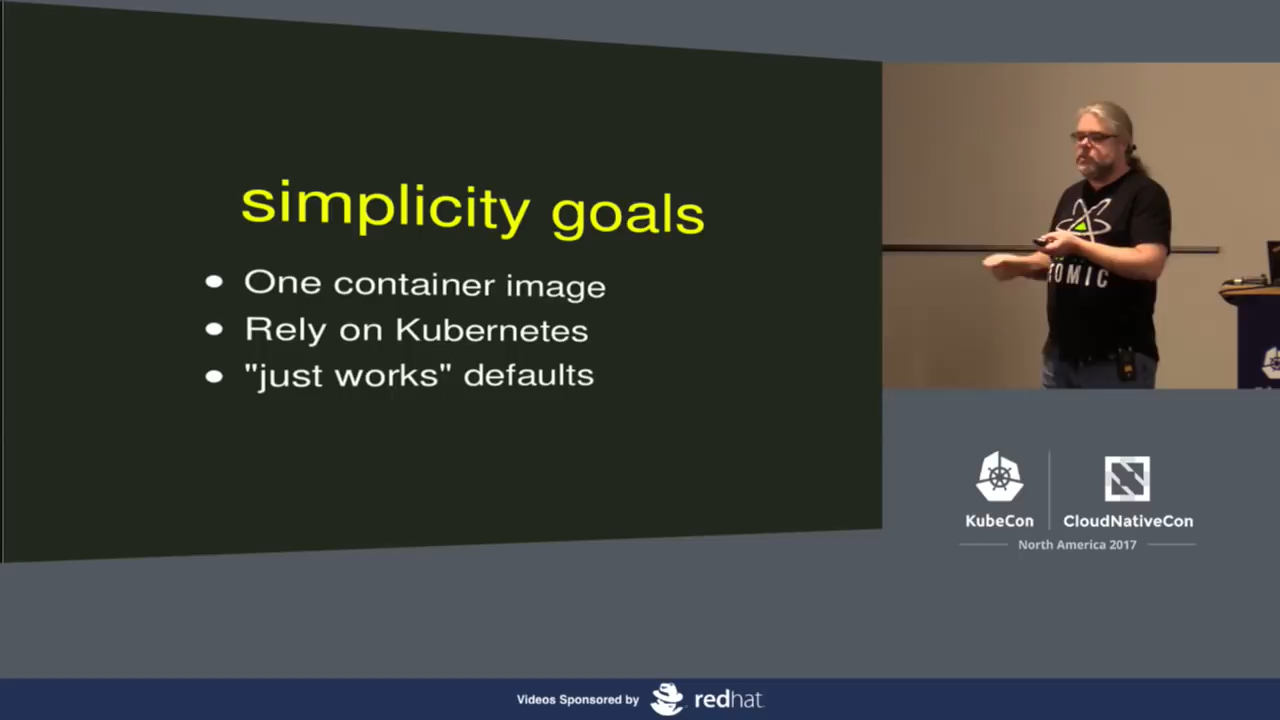 simplicity goals
One container image
Rely on Kubernetes
"just works" defaults
TOMIC
KubeCon
CloudNativeCon
North America 2017
Videos Sponsored by redhat